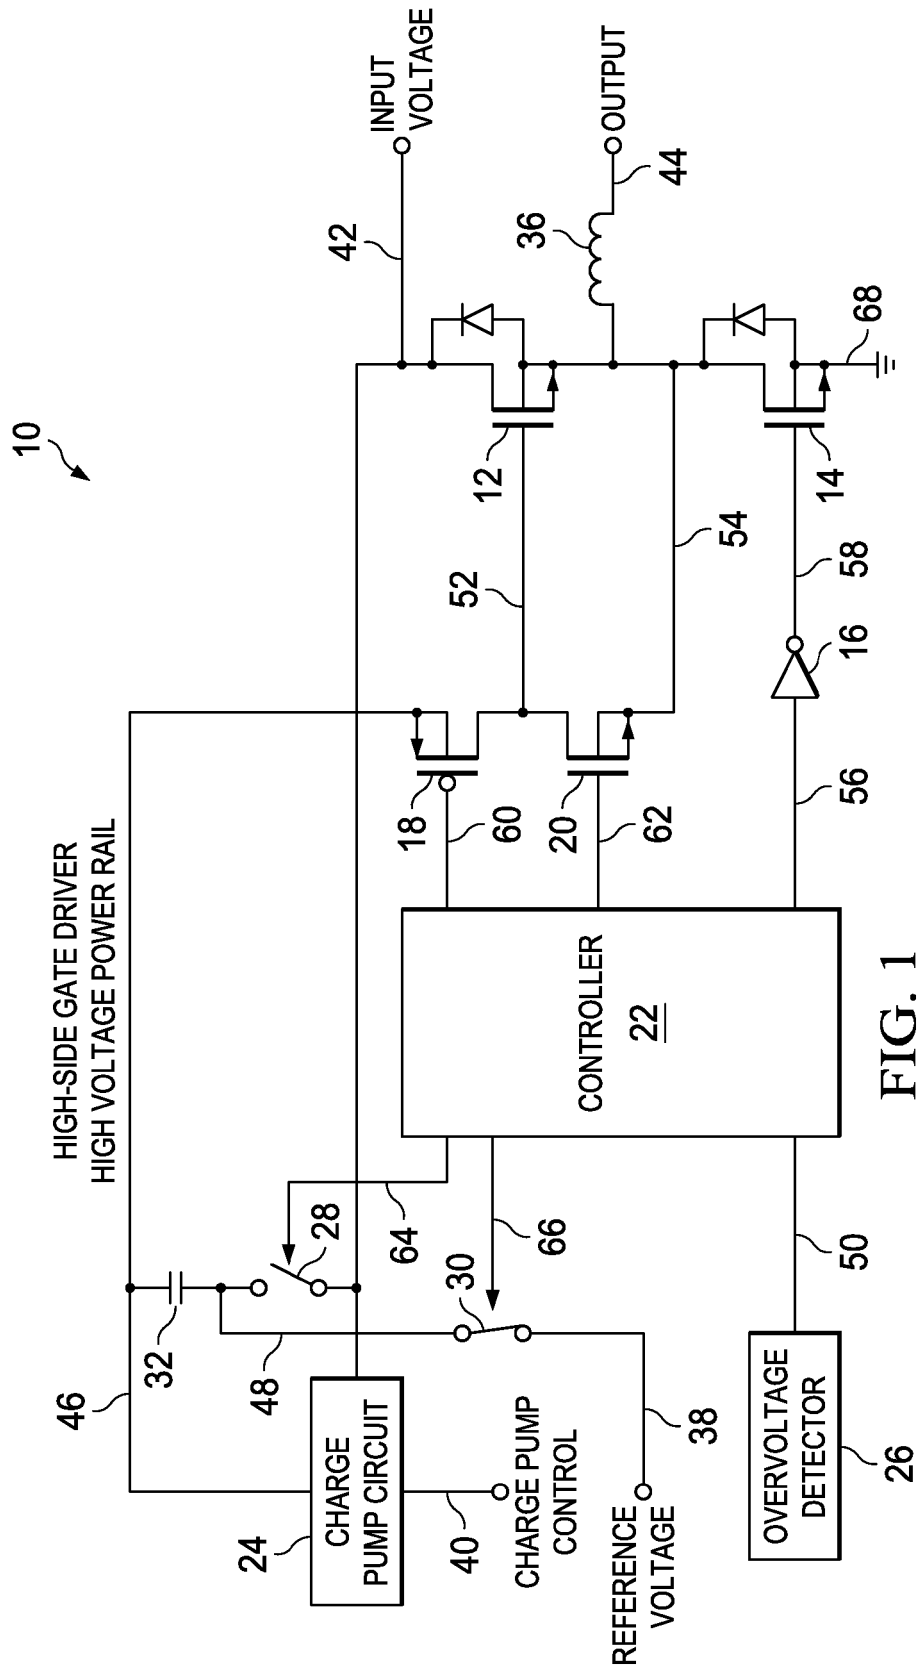 10
HIGH-SIDE GATE DRIVER
HIGH VOLTAGE POWER RAIL
46
32
28
48
64
30
66
24
CHARGE
PUMP CIRCUIT
40
CHARGE PUMP
CONTROL
38
REFERENCE
VOLTAGE
50
OVERVOLTAGE
DETECTOR
26
CONTROLLER
22
18
60
20
62
56
16
58
52
54
12
14
42
INPUT
VOLTAGE
36
44
OUTPUT
68
FIG. 1